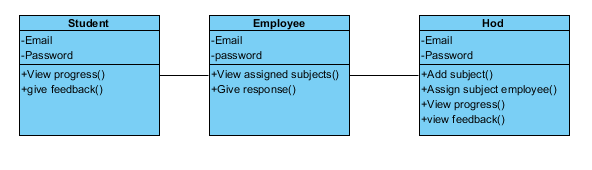 Student
-Email
-Password
+View progress()
+give feedback()
Employee
-Email
-password
+View assigned subjects()
+Give response()
Hod
-Email
-Password
+Add subject()
+Assign subject employee()
+View progress()
+view feedback()